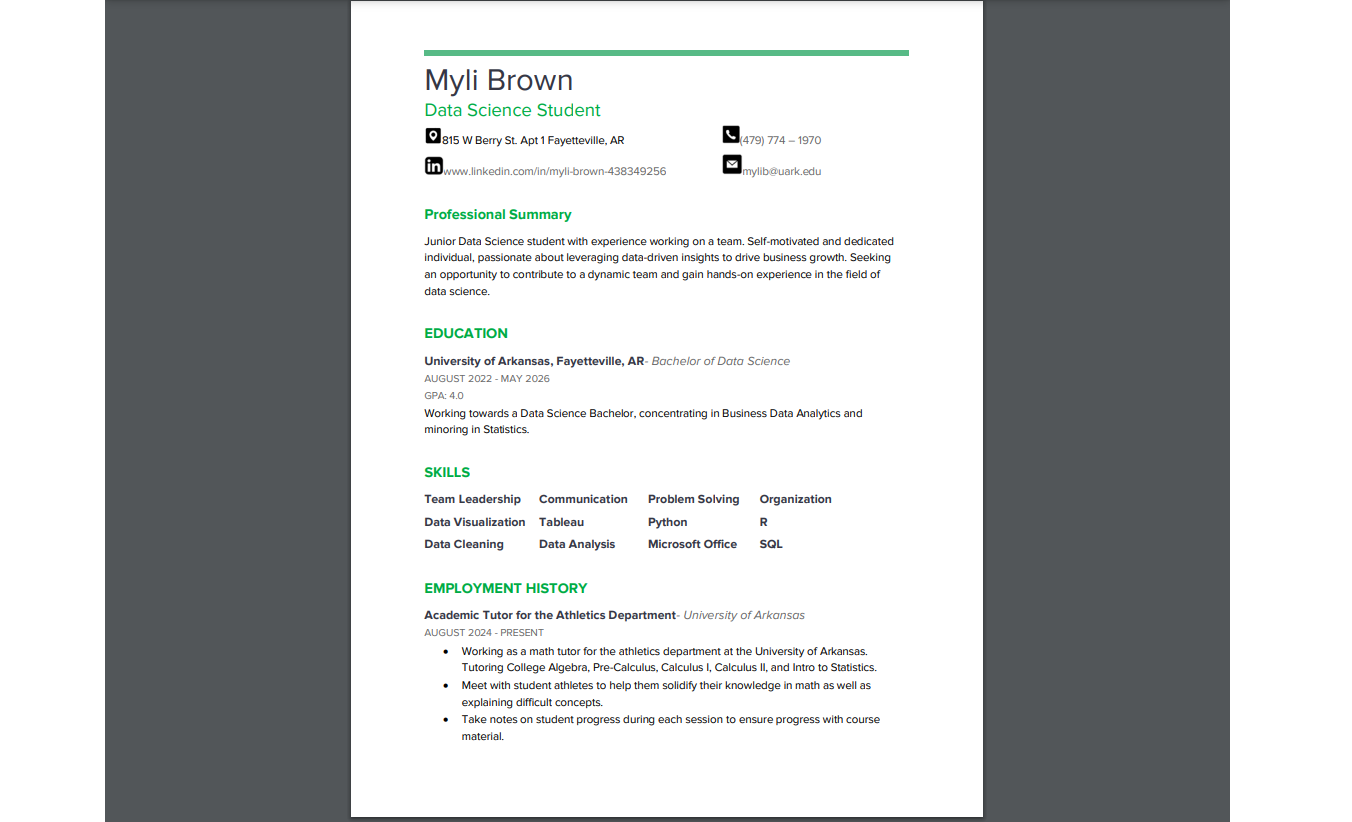 Myli Brown
Data Science Student
815 W Berry St. Apt 1 Fayetteville, AR
(479) 774 – 1970
in
www.linkedin.com/in/myli-brown-438349256
mylib@uark.edu
Professional Summary
Junior Data Science student with experience working on a team. Self-motivated and dedicated
individual, passionate about leveraging data-driven insights to drive business growth. Seeking
an opportunity to contribute to a dynamic team and gain hands-on experience in the field of
data science.
EDUCATION
University of Arkansas, Fayetteville, AR- Bachelor of Data Science
AUGUST 2022 - MAY 2026
GPA: 4.0
Working towards a Data Science Bachelor, concentrating in Business Data Analytics and
minoring in Statistics.
SKILLS
Team Leadership Communication Problem Solving Organization
Data Visualization Tableau Python R
Data Cleaning Data Analysis Microsoft Office SQL
EMPLOYMENT HISTORY
Academic Tutor for the Athletics Department- University of Arkansas
AUGUST 2024 - PRESENT
• Working as a math tutor for the athletics department at the University of Arkansas.
Tutoring College Algebra, Pre-Calculus, Calculus I, Calculus II, and Intro to Statistics.
• Meet with student athletes to help them solidify their knowledge in math as well as
explaining difficult concepts.
• Take notes on student progress during each session to ensure progress with course
material.